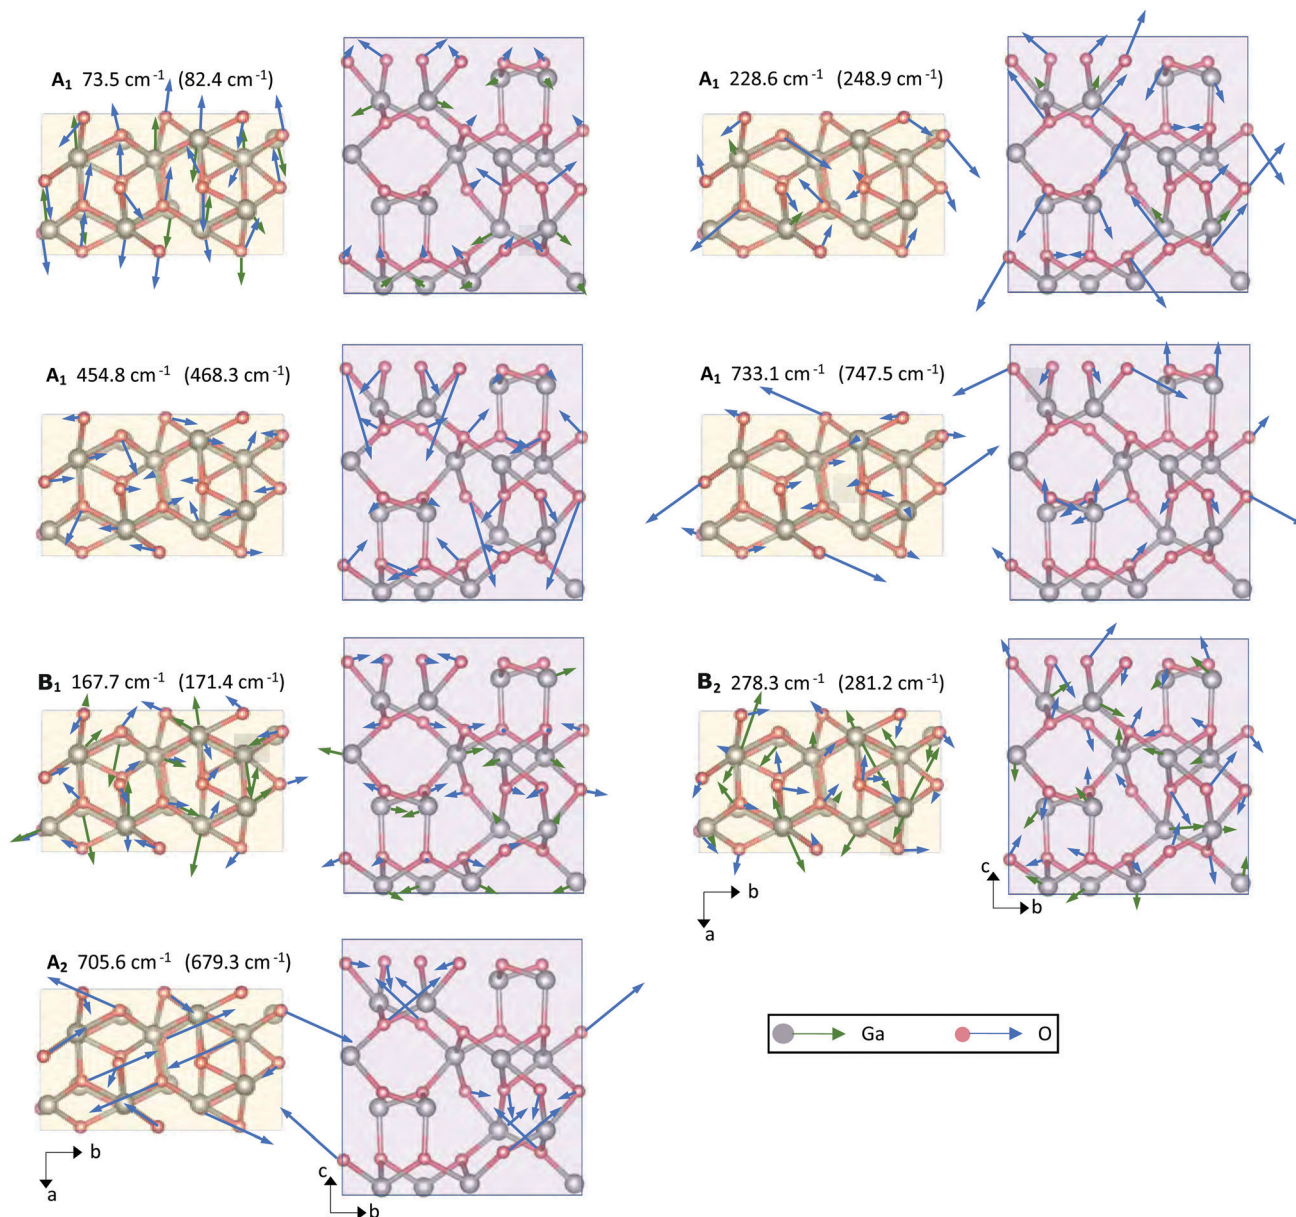 A₁ 73.5 cm⁻¹ (82.4 cm⁻¹)
A₁ 228.6 cm⁻¹ (248.9 cm⁻¹)
A₁ 454.8 cm⁻¹ (468.3 cm⁻¹)
A₁ 733.1 cm⁻¹ (747.5 cm⁻¹)
B₁ 167.7 cm⁻¹ (171.4 cm⁻¹)
B₂ 278.3 cm⁻¹ (281.2 cm⁻¹)
b
a
c
b
A₂ 705.6 cm⁻¹ (679.3 cm⁻¹)
b
a
c
b
Ga
O